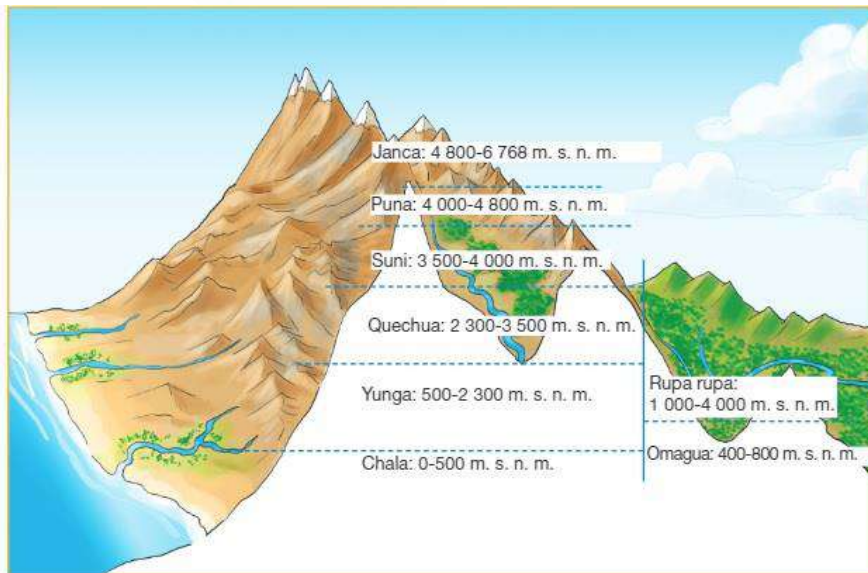 Janca: 4 800-6 768 m. s. n. m.
Puna: 4 000-4 800 m. s. n. m.
Suni: 3 500-4 000 m. s. n. m.
Quechua: 2 300-3 500 m. s. n. m.
Yunga: 500-2 300 m. s. n. m.
Chala: 0-500 m. s. n. m.
Rupa rupa:
1 000-4 000 m. s. n. m.
Omagua: 400-800 m. s. n. m.